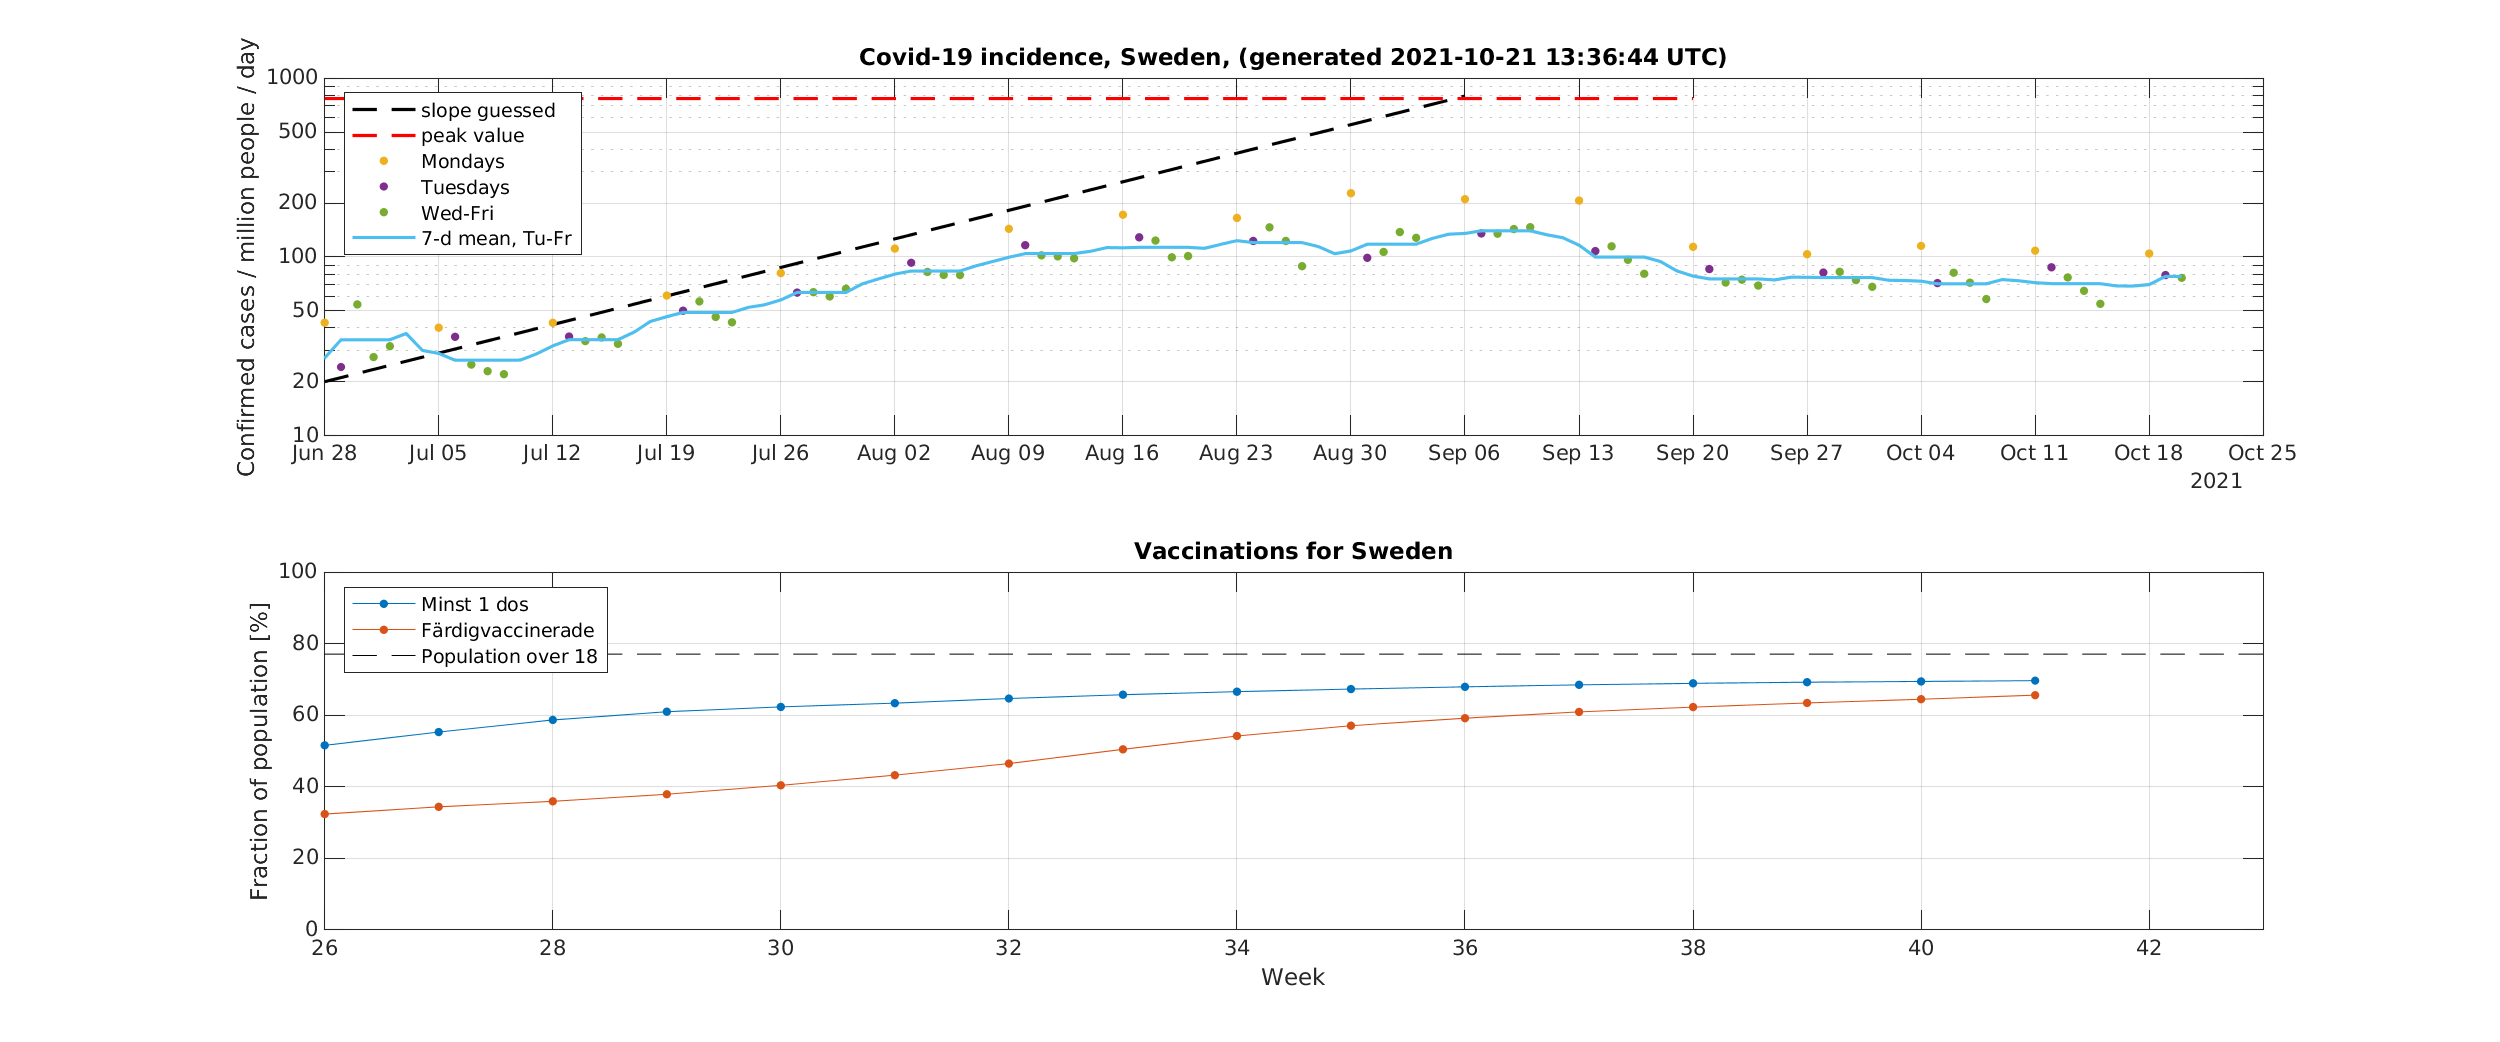 Covid-19 incidence, Sweden, (generated 2021-10-21 13:36:44 UTC)
Confirmed cases / million people / day
1000
500
200
100
50
20
10
slope guessed
peak value
Mondays
Tuesdays
Wed-Fri
7-d mean, Tu-Fr
Jun 28 Jul 05 Jul 12 Jul 19 Jul 26 Aug 02 Aug 09 Aug 16 Aug 23 Aug 30 Sep 06 Sep 13 Sep 20 Sep 27 Oct 04 Oct 11 Oct 18 Oct 25
2021
Vaccinations for Sweden
Fraction of population [%]
100
80
60
40
20
0
Minst 1 dos
Färdigvaccinerade
Population over 18
26 28 30 32 34 36 38 40 42
Week